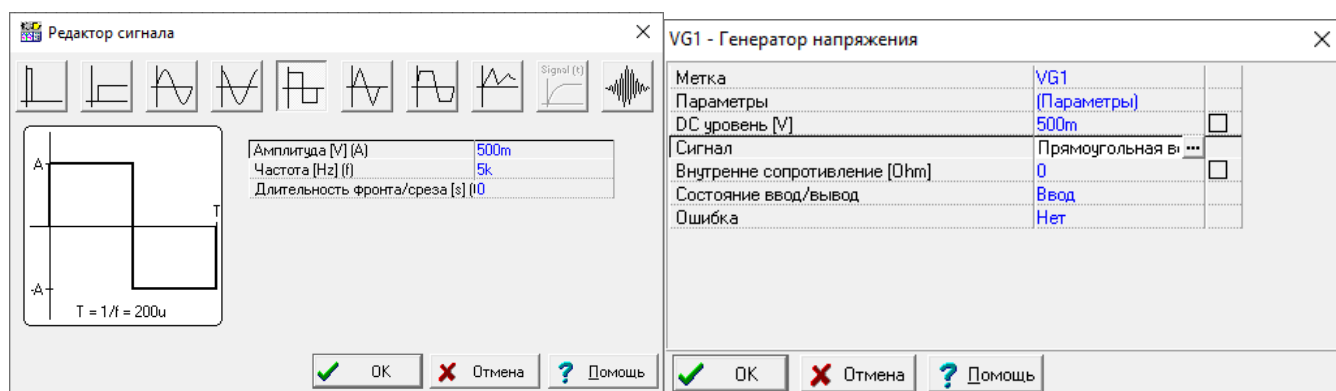 Редактор сигнала
Signal (t)
A
T
-A
T = 1/f = 200u
Амплитуда [V] (A) 500m
Частота [Hz] (f) 5k
Длительность фронта/среза [s] ( 0
OK Отмена Помощь
VG1 - Генератор напряжения
Метка VG1
Параметры (Параметры)
DC уровень [V] 500m
Сигнал Прямоугольная в ...
Внутренне сопротивление [Ohm] 0
Состояние ввод/вывод Ввод
Ошибка Нет
OK Отмена Помощь